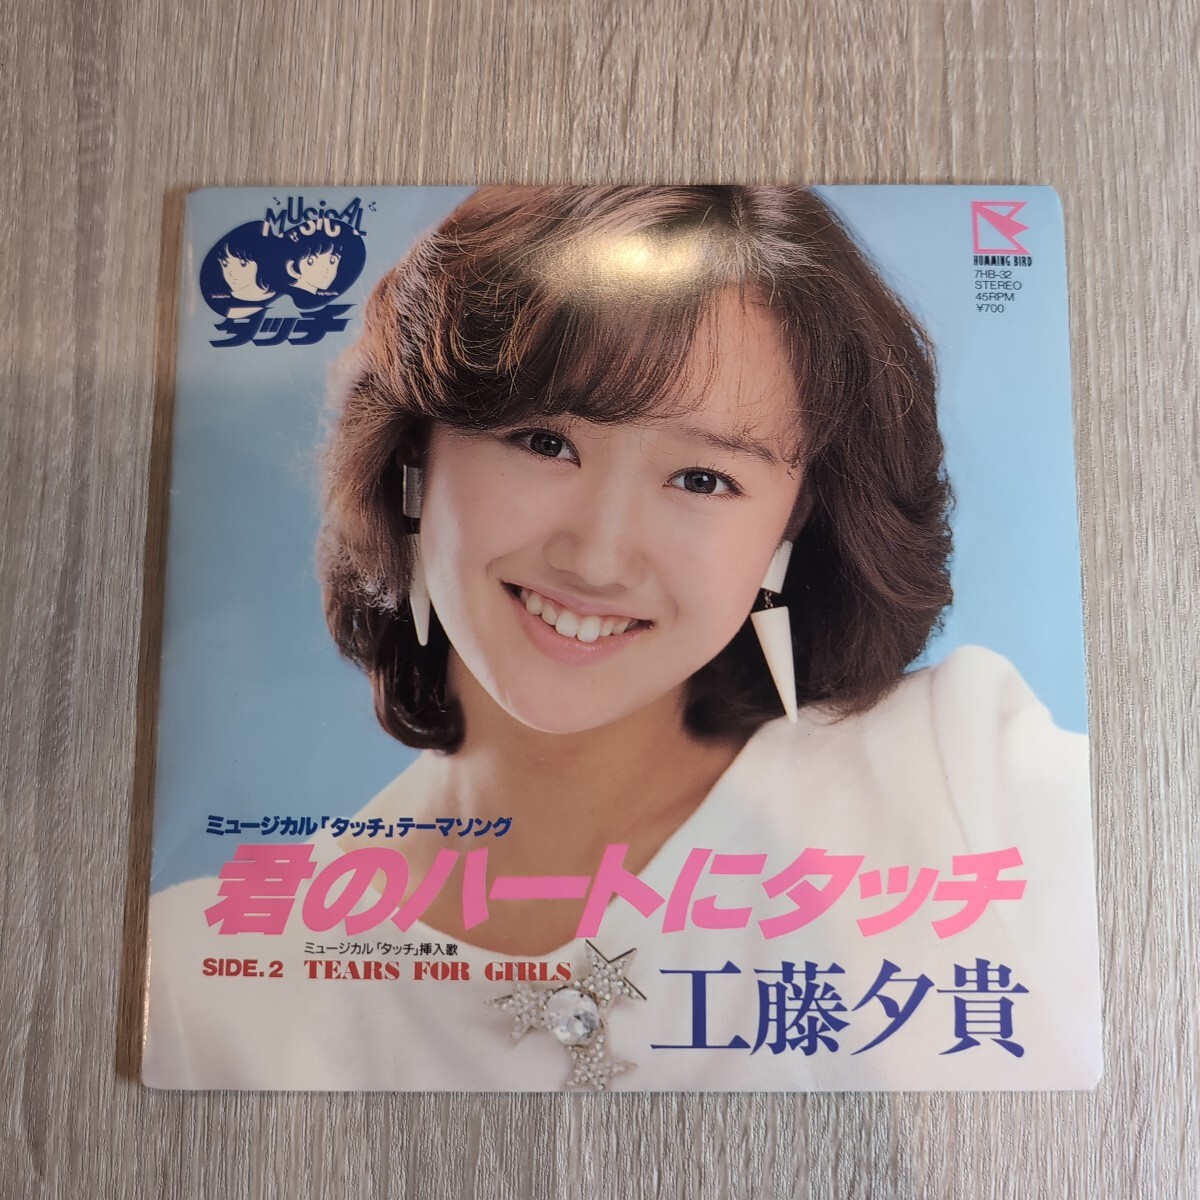 MUSICAL
タッチ
HUMMING BIRD
7HB-32
STEREO
45RPM
¥700
ミュージカル「タッチ」テーマソング
君のハートにタッチ
ミュージカル「タッチ」挿入歌
SIDE.2 TEARS FOR GIRLS
工藤夕貴